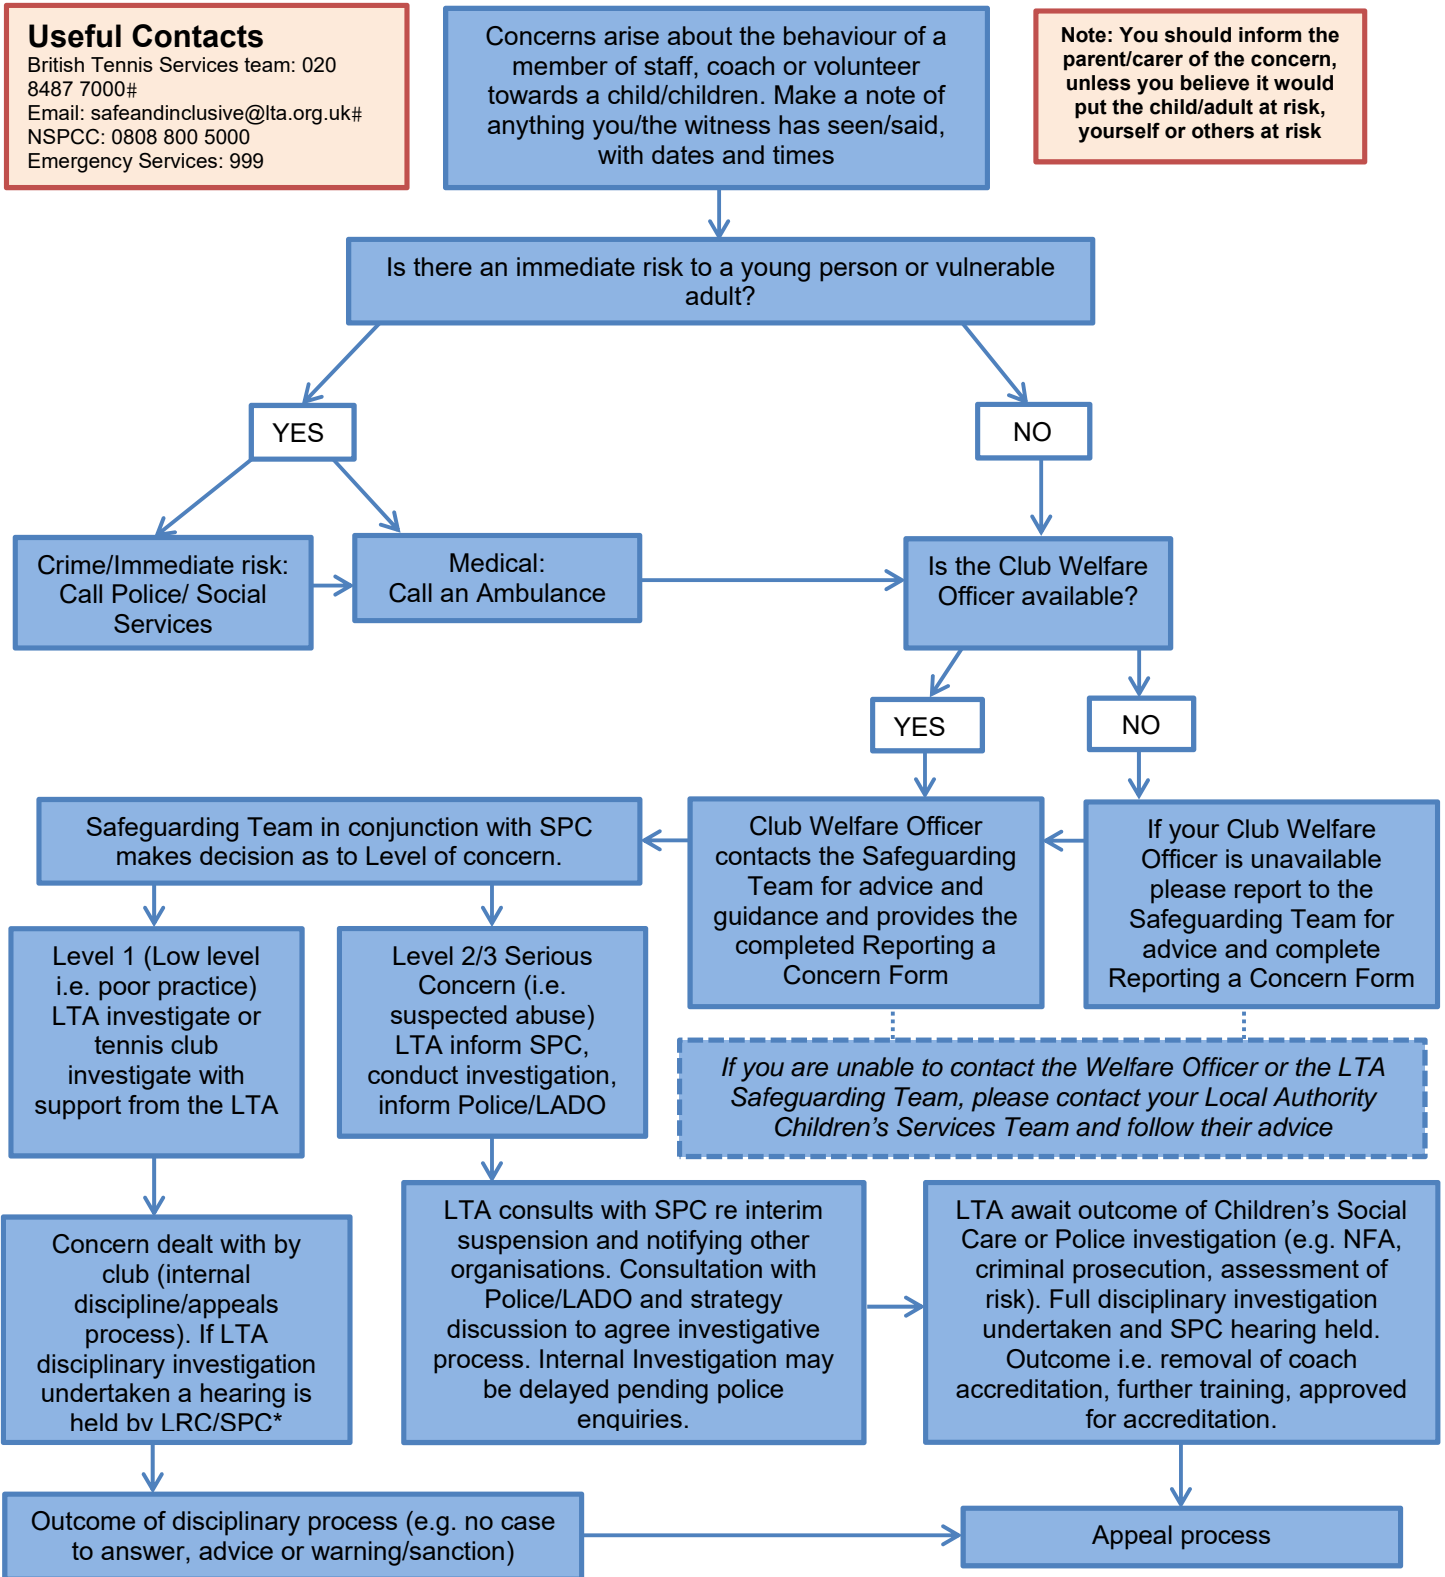 Useful Contacts
British Tennis Services team: 020
8487 7000#
Email: safeandinclusive@lta.org.uk#
NSPCC: 0808 800 5000
Emergency Services: 999
Concerns arise about the behaviour of a
member of staff, coach or volunteer
towards a child/children. Make a note of
anything you/the witness has seen/said,
with dates and times
Note: You should inform the
parent/carer of the concern,
unless you believe it would
put the child/adult at risk,
yourself or others at risk
Is there an immediate risk to a young person or vulnerable
adult?
YES
NO
Crime/Immediate risk:
Call Police/ Social
Services
Medical:
Call an Ambulance
Is the Club Welfare
Officer available?
YES
NO
Safeguarding Team in conjunction with SPC
makes decision as to Level of concern.
Club Welfare Officer
contacts the Safeguarding
Team for advice and
guidance and provides the
completed Reporting a
Concern Form
If your Club Welfare
Officer is unavailable
please report to the
Safeguarding Team for
advice and complete
Reporting a Concern Form
Level 1 (Low level
i.e. poor practice)
LTA investigate or
tennis club
investigate with
support from the LTA
Level 2/3 Serious
Concern (i.e.
suspected abuse)
LTA inform SPC,
conduct investigation,
inform Police/LADO
If you are unable to contact the Welfare Officer or the LTA
Safeguarding Team, please contact your Local Authority
Children’s Services Team and follow their advice
Concern dealt with by
club (internal
discipline/appeals
process). If LTA
disciplinary investigation
undertaken a hearing is
held by LRC/SPC*
LTA consults with SPC re interim
suspension and notifying other
organisations. Consultation with
Police/LADO and strategy
discussion to agree investigative
process. Internal Investigation may
be delayed pending police
enquiries.
LTA await outcome of Children’s Social
Care or Police investigation (e.g. NFA,
criminal prosecution, assessment of
risk). Full disciplinary investigation
undertaken and SPC hearing held.
Outcome i.e. removal of coach
accreditation, further training, approved
for accreditation.
Outcome of disciplinary process (e.g. no case
to answer, advice or warning/sanction)
Appeal process